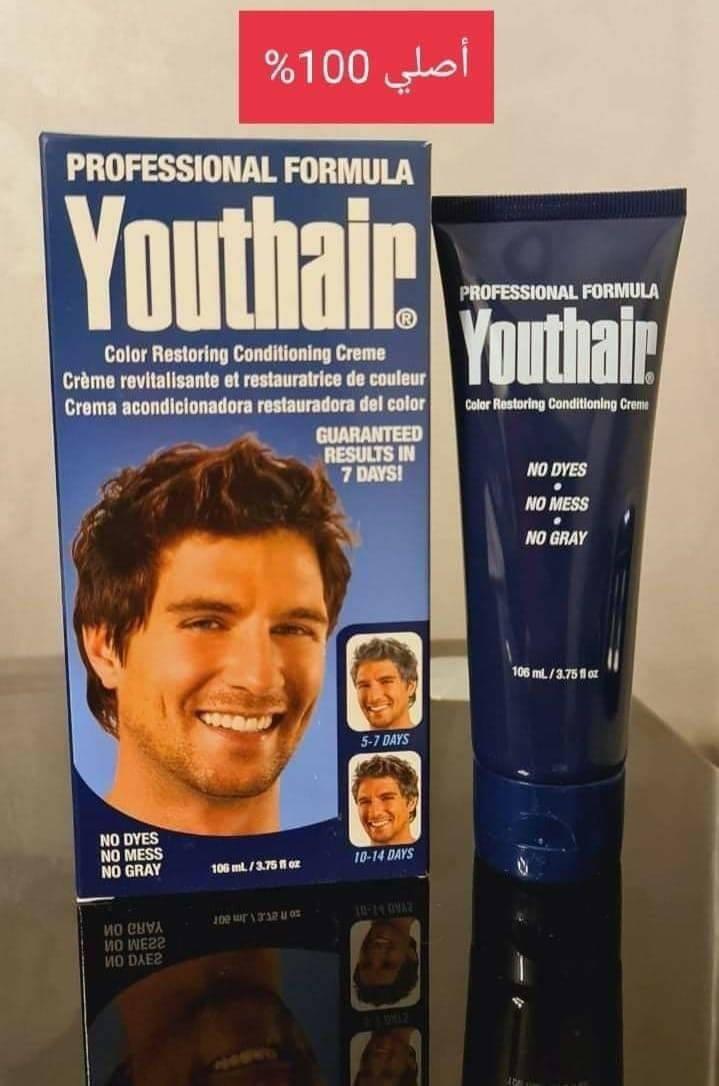 أصلي 100%
PROFESSIONAL FORMULA
Youthair®
Color Restoring Conditioning Creme
Crème revitalisante et restauratrice de couleur
Crema acondicionadora restauradora del color
GUARANTEED
RESULTS IN
7 DAYS!
5-7 DAYS
10-14 DAYS
NO DYES
NO MESS
NO GRAY
106 mL / 3.75 fl oz
PROFESSIONAL FORMULA
Youthair®
Color Restoring Conditioning Creme
NO DYES
•
NO MESS
•
NO GRAY
106 mL / 3.75 fl oz